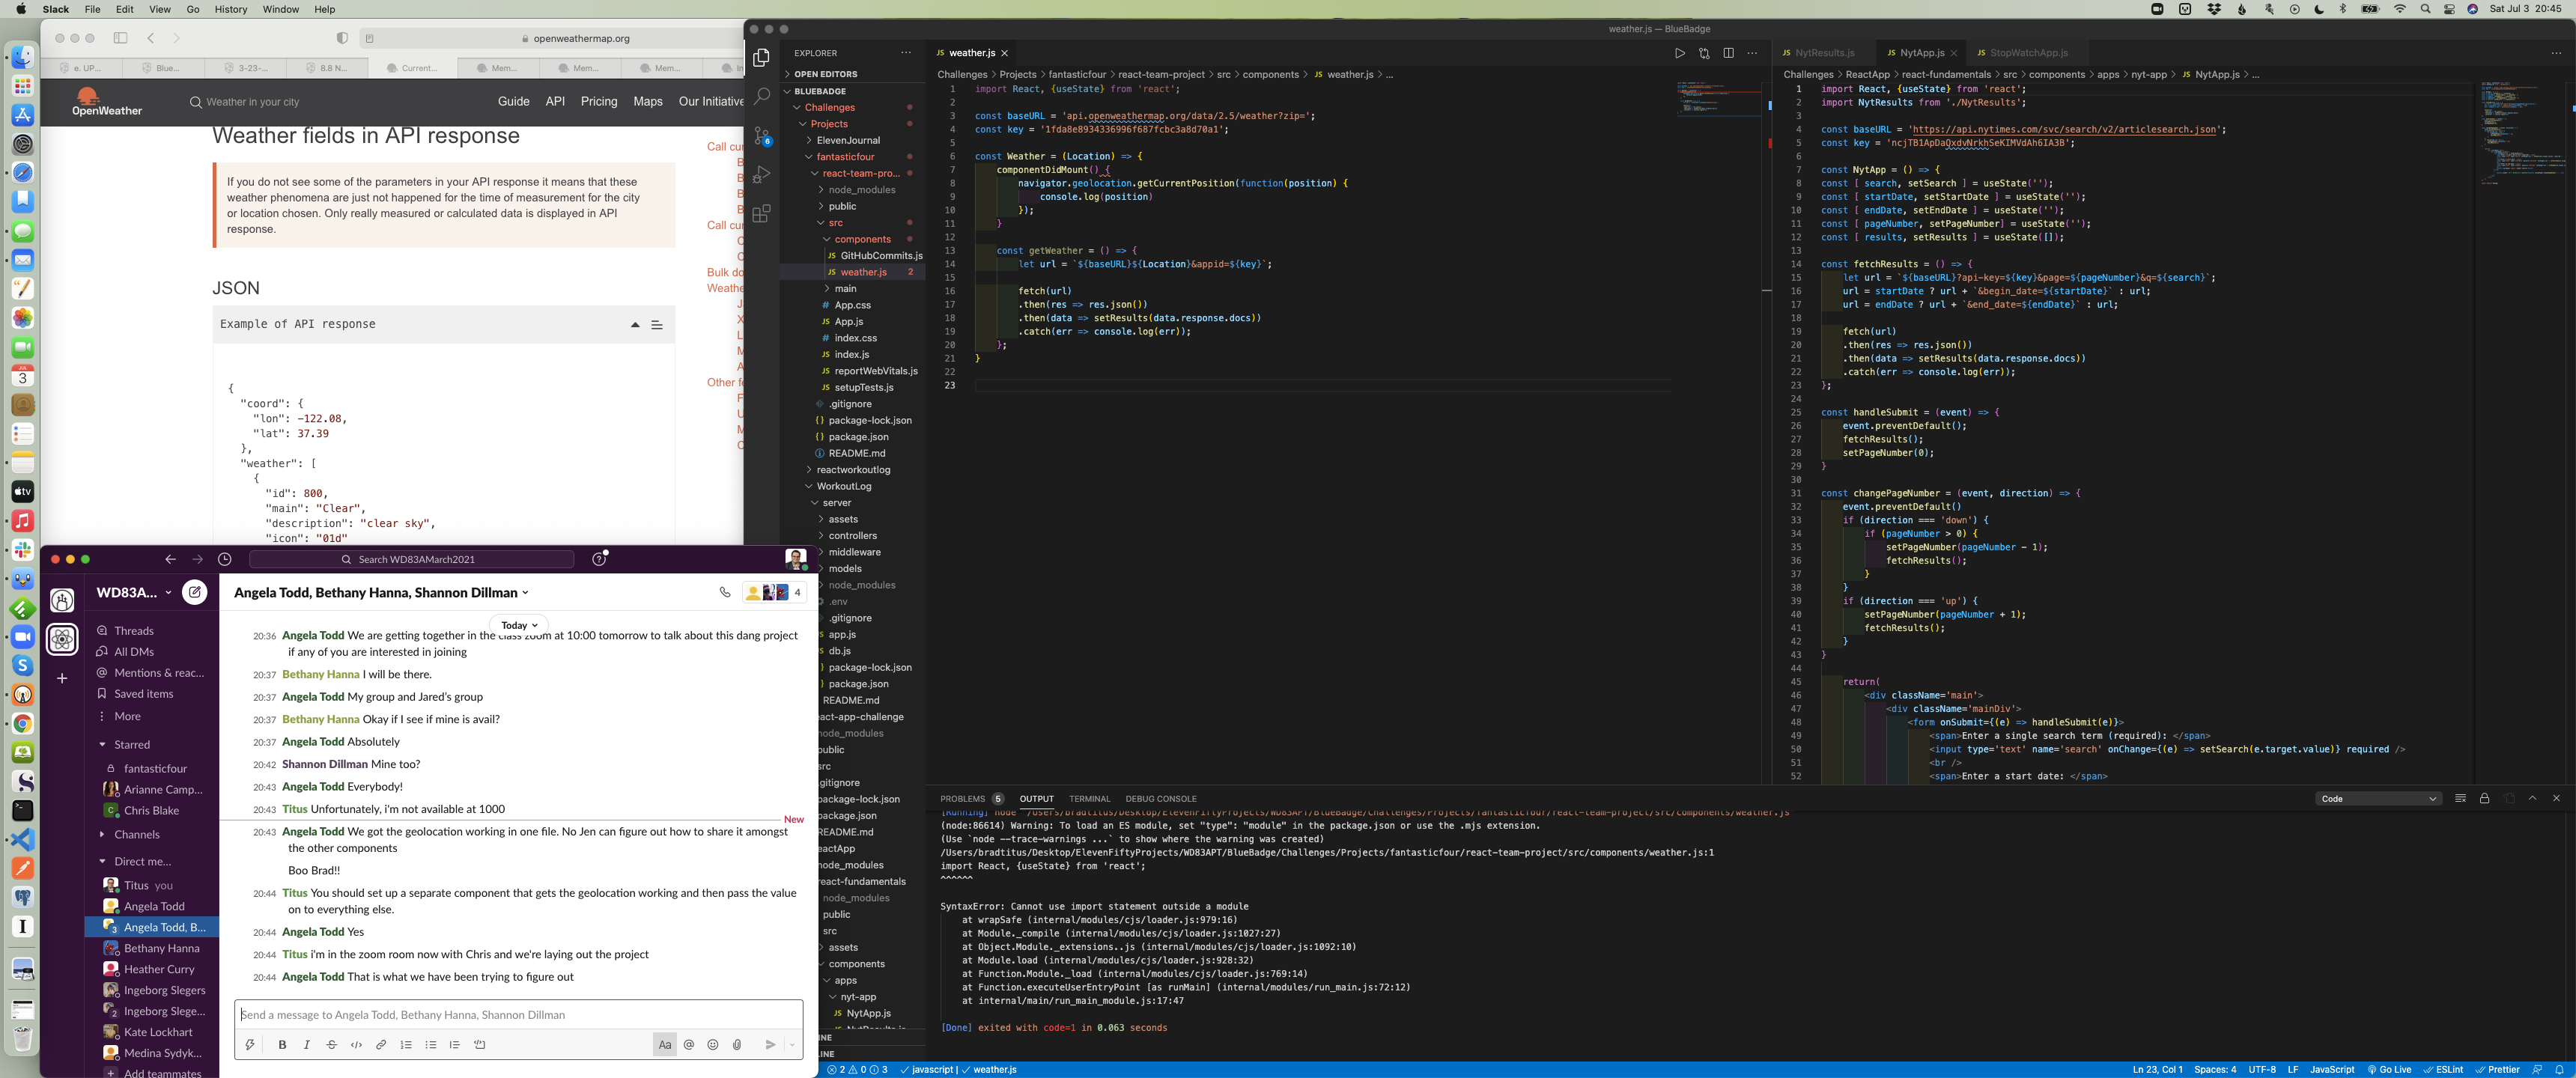 Slack File Edit View Go History Window Help
Sat Jul 3 20:45
openweathermap.org
e. UP...
Blue...
3-23-...
8.8 N...
Current...
Mem...
Mem...
Mem...
OpenWeather
Weather in your city
Guide API Pricing Maps Our Initiative
Weather fields in API response
If you do not see some of the parameters in your API response it means that these
weather phenomena are just not happened for the time of measurement for the city
or location chosen. Only really measured or calculated data is displayed in API
response.
JSON
Example of API response
{
"coord": {
"lon": -122.08,
"lat": 37.39
},
"weather": [
{
"id": 800,
"main": "Clear",
"description": "clear sky",
"icon": "01d"
Call cur
Call cur
Bulk do
Weathe
Other fe
Search WD83AMarch2021
WD83A...
Threads
All DMs
Mentions & reac...
Saved items
More
Starred
fantasticfour
Arianne Camp...
Chris Blake
Channels
Direct me...
Titus you
Angela Todd
Angela Todd, B...
Bethany Hanna
Heather Curry
Ingeborg Slegers
Ingeborg Slege...
Kate Lockhart
Medina Sydyk...
Add teammates
Angela Todd, Bethany Hanna, Shannon Dillman
4
Today
20:36 Angela Todd We are getting together in the class zoom at 10:00 tomorrow to talk about this dang project
if any of you are interested in joining
20:37 Bethany Hanna I will be there.
20:37 Angela Todd My group and Jared's group
20:37 Bethany Hanna Okay if I see if mine is avail?
20:37 Angela Todd Absolutely
20:42 Shannon Dillman Mine too?
20:43 Angela Todd Everybody!
20:43 Titus Unfortunately, i'm not available at 1000
New
20:43 Angela Todd We got the geolocation working in one file. No Jen can figure out how to share it amongst
the other components
Boo Brad!!
20:44 Titus You should set up a separate component that gets the geolocation working and then pass the value
on to everything else.
20:44 Angela Todd Yes
20:44 Titus i'm in the zoom room now with Chris and we're laying out the project
20:44 Angela Todd That is what we have been trying to figure out
Send a message to Angela Todd, Bethany Hanna, Shannon Dillman
weather.js — BlueBadge
EXPLORER
OPEN EDITORS
BLUEBADGE
Challenges
Projects
ElevenJournal
fantasticfour
react-team-pro...
node_modules
public
src
components
GitHubCommits.js
weather.js 2
main
App.css
App.js
index.css
index.js
reportWebVitals.js
setupTests.js
.gitignore
package-lock.json
package.json
README.md
reactworkoutlog
WorkoutLog
server
assets
controllers
middleware
models
node_modules
.env
.gitignore
app.js
db.js
package-lock.json
package.json
README.md
eact-app-challenge
node_modules
public
src
gitignore
package-lock.json
package.json
README.md
eactApp
node_modules
react-fundamentals
node_modules
public
src
assets
components
apps
nyt-app
NytApp.js
weather.js
Challenges > Projects > fantasticfour > react-team-project > src > components > weather.js > ...
1 import React, {useState} from 'react';
2
3 const baseURL = 'api.openweathermap.org/data/2.5/weather?zip=';
4 const key = '1fda8e8934336996f687fcbc3a8d70a1';
5
6 const Weather = (Location) => {
7 componentDidMount() {
8 navigator.geolocation.getCurrentPosition(function(position) {
9 console.log(position)
10 });
11 }
12
13 const getWeather = () => {
14 let url = `${baseURL}${Location}&appid=${key}`;
15
16 fetch(url)
17 .then(res => res.json())
18 .then(data => setResults(data.response.docs))
19 .catch(err => console.log(err));
20 };
21 }
22
23
NytResults.js NytApp.js StopWatchApp.js
Challenges > ReactApp > react-fundamentals > src > components > apps > nyt-app > NytApp.js > ...
1 import React, {useState} from 'react';
2 import NytResults from './NytResults';
3
4 const baseURL = 'https://api.nytimes.com/svc/search/v2/articlesearch.json';
5 const key = 'ncjTB1ApDaQxdvNrkhSeKIMVdAh6IA3B';
6
7 const NytApp = () => {
8 const [ search, setSearch ] = useState('');
9 const [ startDate, setStartDate ] = useState('');
10 const [ endDate, setEndDate ] = useState('');
11 const [ pageNumber, setPageNumber] = useState('');
12 const [ results, setResults ] = useState([]);
13
14 const fetchResults = () => {
15 let url = `${baseURL}?api-key=${key}&page=${pageNumber}&q=${search}`;
16 url = startDate ? url + `&begin_date=${startDate}` : url;
17 url = endDate ? url + `&end_date=${endDate}` : url;
18
19 fetch(url)
20 .then(res => res.json())
21 .then(data => setResults(data.response.docs))
22 .catch(err => console.log(err));
23 };
24
25 const handleSubmit = (event) => {
26 event.preventDefault();
27 fetchResults();
28 setPageNumber(0);
29 }
30
31 const changePageNumber = (event, direction) => {
32 event.preventDefault()
33 if (direction === 'down') {
34 if (pageNumber > 0) {
35 setPageNumber(pageNumber - 1);
36 fetchResults();
37 }
38 }
39 if (direction === 'up') {
40 setPageNumber(pageNumber + 1);
41 fetchResults();
42 }
43 }
44
45 return(
46 <div className='main'>
47 <div className='mainDiv'>
48 <form onSubmit={(e) => handleSubmit(e)}>
49 <span>Enter a single search term (required): </span>
50 <input type='text' name='search' onChange={(e) => setSearch(e.target.value)} required />
51 <br />
52 <span>Enter a start date: </span>
PROBLEMS 5 OUTPUT TERMINAL DEBUG CONSOLE
Code
[Running] node "/Users/bradtitus/Desktop/ElevenFiftyProjects/WD83APT/BlueBadge/Challenges/Projects/fantasticfour/react-team-project/src/components/weather.js"
(node:86614) Warning: To load an ES module, set "type": "module" in the package.json or use the .mjs extension.
(Use `node --trace-warnings ...` to show where the warning was created)
/Users/bradtitus/Desktop/ElevenFiftyProjects/WD83APT/BlueBadge/Challenges/Projects/fantasticfour/react-team-project/src/components/weather.js:1
import React, {useState} from 'react';
^^^^^^
SyntaxError: Cannot use import statement outside a module
at wrapSafe (internal/modules/cjs/loader.js:979:16)
at Module._compile (internal/modules/cjs/loader.js:1027:27)
at Object.Module._extensions..js (internal/modules/cjs/loader.js:1092:10)
at Module.load (internal/modules/cjs/loader.js:928:32)
at Function.Module._load (internal/modules/cjs/loader.js:769:14)
at Function.executeUserEntryPoint [as runMain] (internal/modules/run_main.js:72:12)
at internal/main/run_main_module.js:17:47
[Done] exited with code=1 in 0.063 seconds
2 0 3 javascript | weather.js
Ln 23, Col 1 Spaces: 4 UTF-8 LF JavaScript Go Live ESLint Prettier